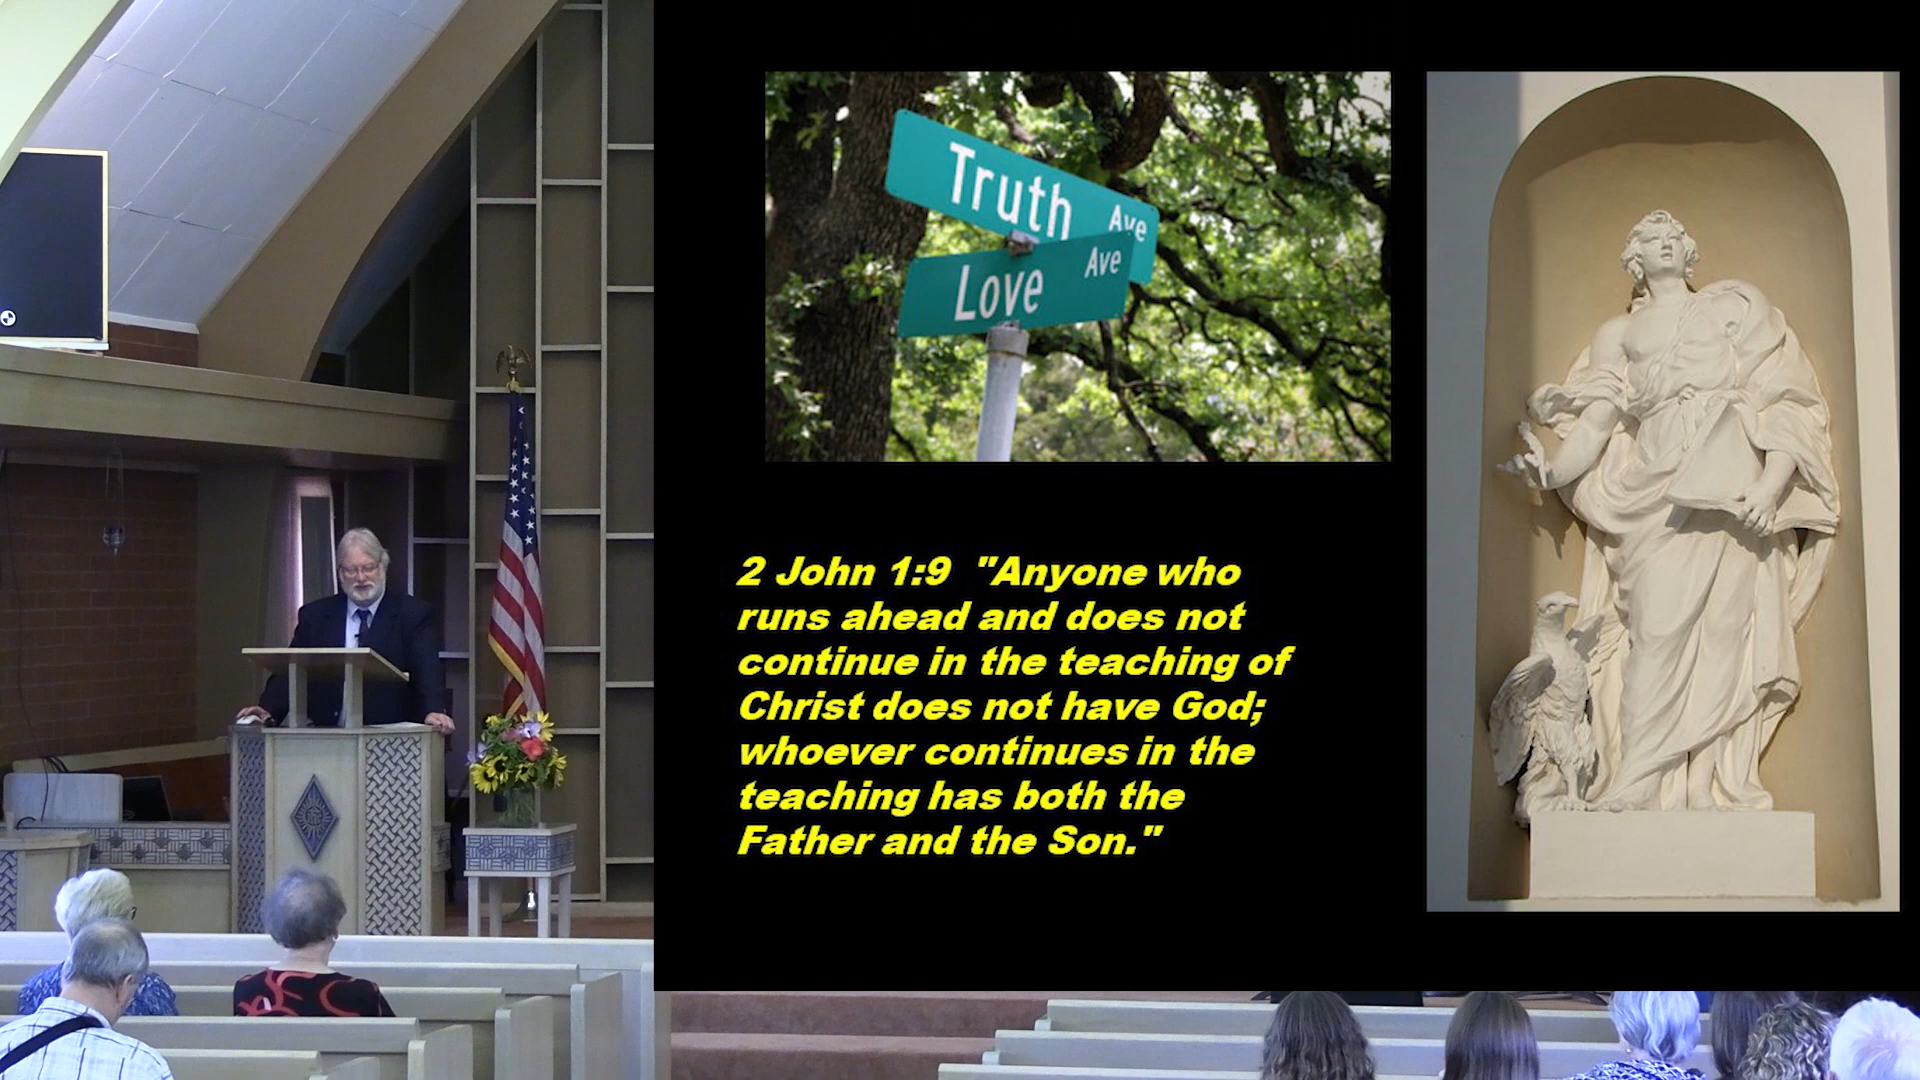 Truth Ave
Love Ave
2 John 1:9 "Anyone who
runs ahead and does not
continue in the teaching of
Christ does not have God;
whoever continues in the
teaching has both the
Father and the Son."